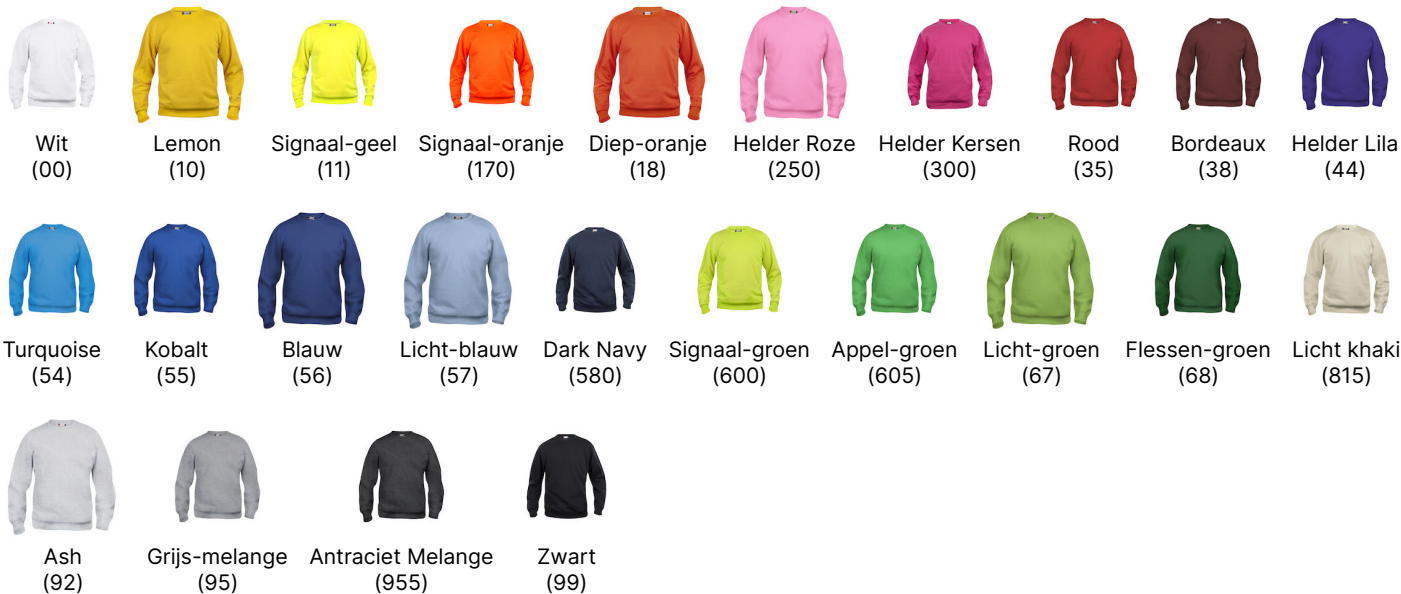 Wit
(00)
Lemon
(10)
Signaal-geel
(11)
Signaal-oranje
(170)
Diep-oranje
(18)
Helder Roze
(250)
Helder Kersen
(300)
Rood
(35)
Bordeaux
(38)
Helder Lila
(44)
Turquoise
(54)
Kobalt
(55)
Blauw
(56)
Licht-blauw
(57)
Dark Navy
(580)
Signaal-groen
(600)
Appel-groen
(605)
Licht-groen
(67)
Flessen-groen
(68)
Licht khaki
(815)
Ash
(92)
Grijs-melange
(95)
Antraciet Melange
(955)
Zwart
(99)